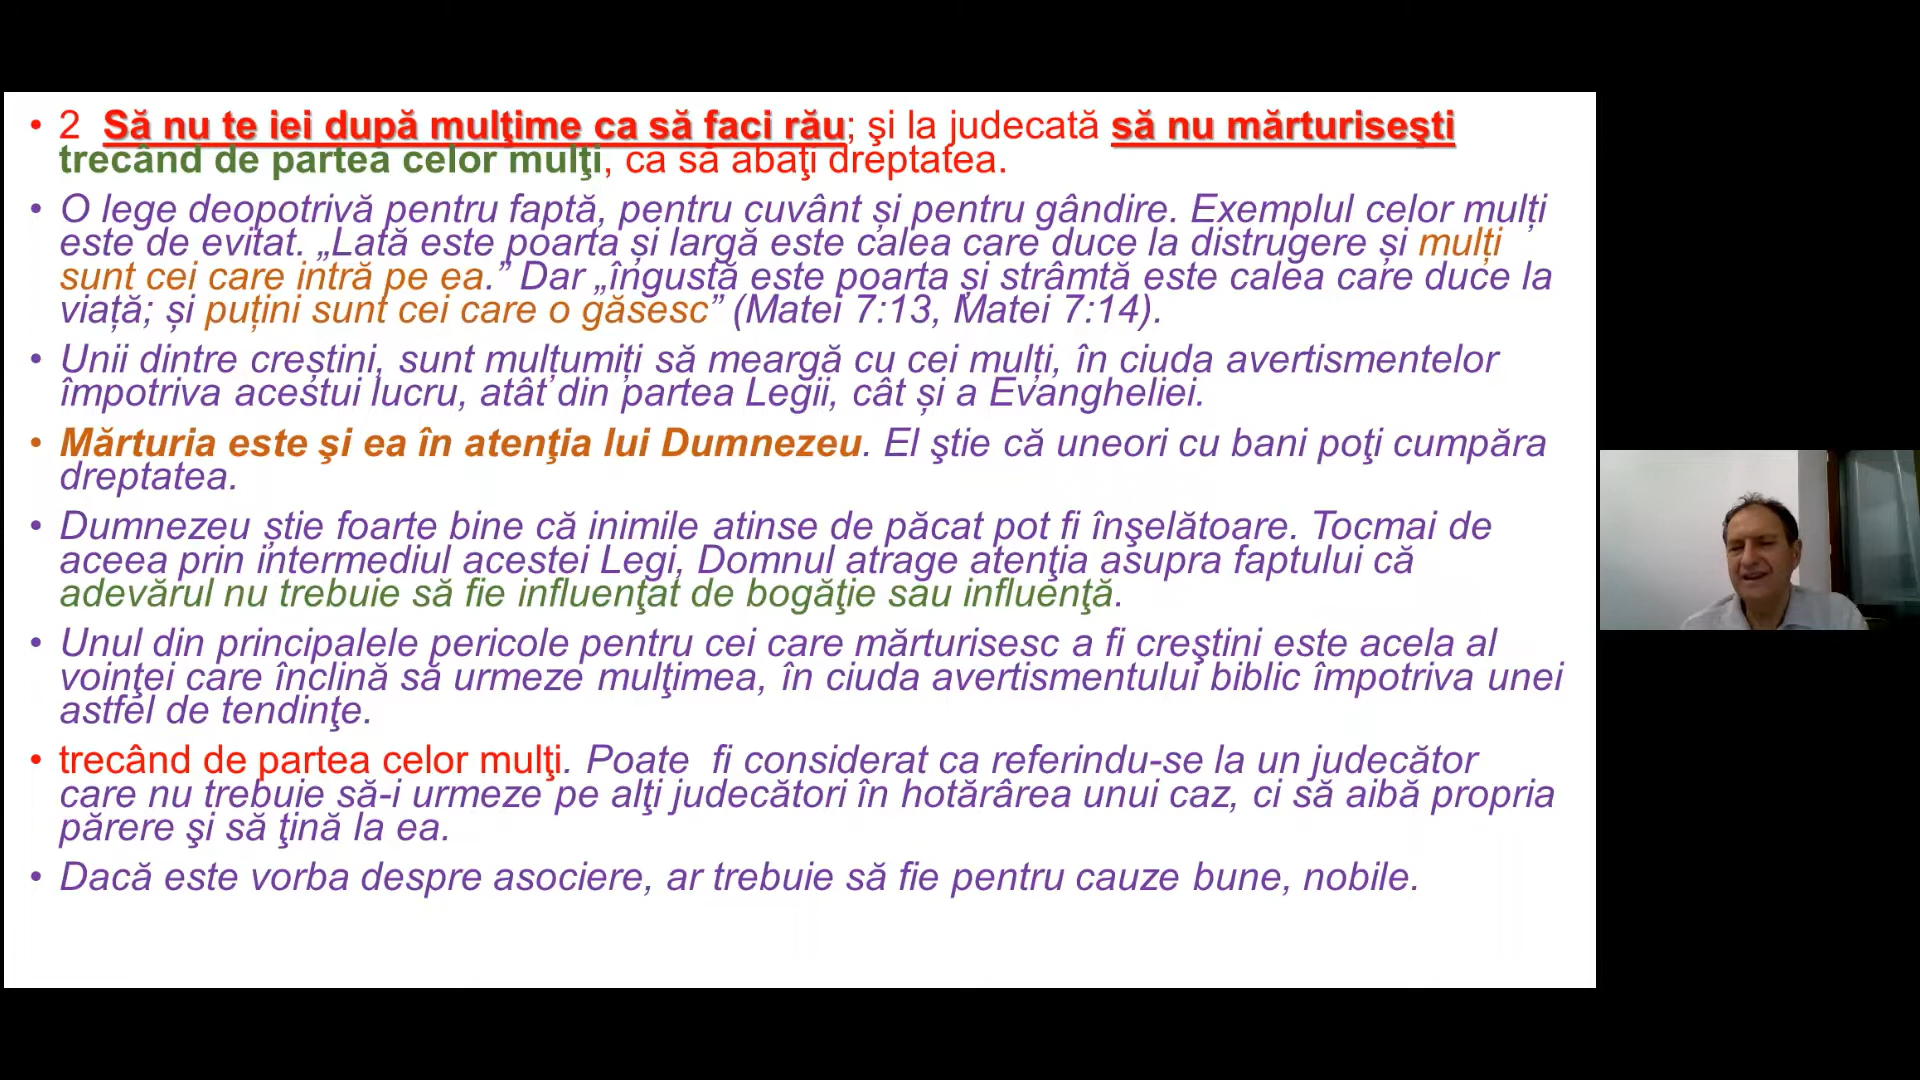 • 2 Să nu te iei după mulţime ca să faci rău; şi la judecată să nu mărturiseşti
trecând de partea celor mulţi, ca să abaţi dreptatea.
• O lege deopotrivă pentru faptă, pentru cuvânt și pentru gândire. Exemplul celor mulți
este de evitat. „Lată este poarta și largă este calea care duce la distrugere și mulți
sunt cei care intră pe ea.” Dar „îngustă este poarta și strâmtă este calea care duce la
viață; și puțini sunt cei care o găsesc” (Matei 7:13, Matei 7:14).
• Unii dintre creștini, sunt mulțumiți să meargă cu cei mulți, în ciuda avertismentelor
împotriva acestui lucru, atât din partea Legii, cât și a Evangheliei.
• Mărturia este şi ea în atenţia lui Dumnezeu. El ştie că uneori cu bani poţi cumpăra
dreptatea.
• Dumnezeu știe foarte bine că inimile atinse de păcat pot fi înşelătoare. Tocmai de
aceea prin intermediul acestei Legi, Domnul atrage atenţia asupra faptului că
adevărul nu trebuie să fie influenţat de bogăţie sau influenţă.
• Unul din principalele pericole pentru cei care mărturisesc a fi creştini este acela al
voinţei care înclină să urmeze mulţimea, în ciuda avertismentului biblic împotriva unei
astfel de tendinţe.
• trecând de partea celor mulţi. Poate  fi considerat ca referindu-se la un judecător
care nu trebuie să-i urmeze pe alţi judecători în hotărârea unui caz, ci să aibă propria
părere şi să ţină la ea.
• Dacă este vorba despre asociere, ar trebuie să fie pentru cauze bune, nobile.